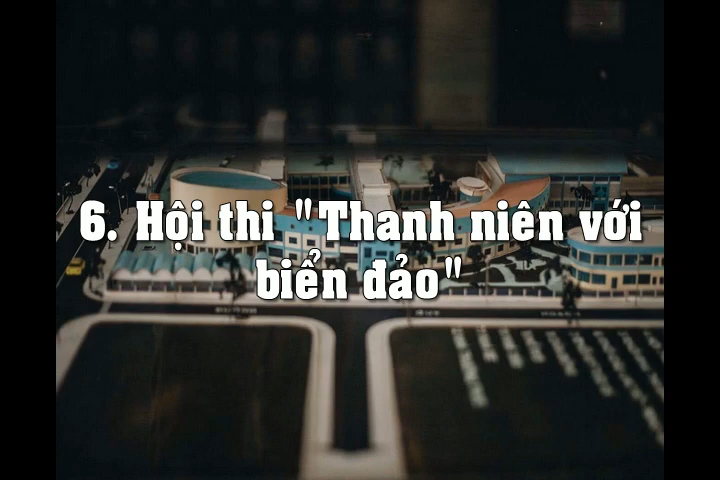 6. Hội thi "Thanh niên với
biển đảo"